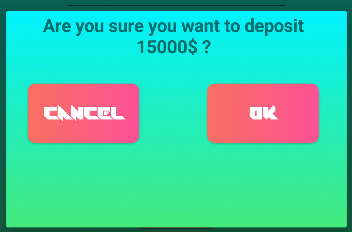 Are you sure you want to deposit
15000$ ?
CANCEL
OK